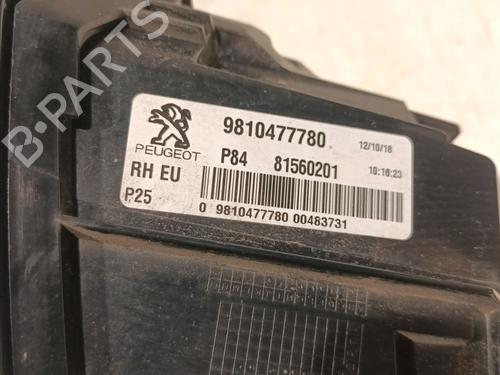 B-PARTS
9810477780
12/10/18
PEUGEOT
P84 81560201
10:16:23
RH EU
P25
0 9810477780 00483731